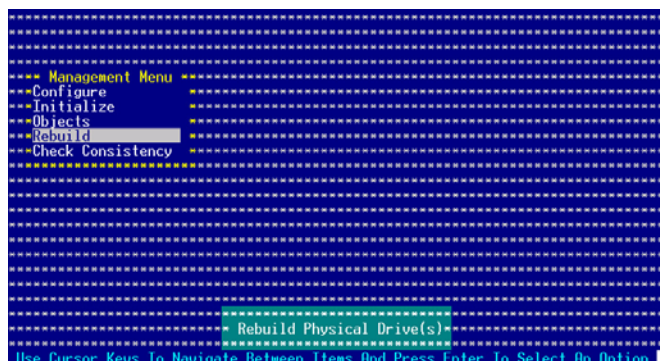 Management Menu
Configure
Initialize
Objects
Rebuild
Check Consistency
Rebuild Physical Drive(s)
Use Cursor Keys To Navigate Between Items And Press Enter To Select An Option